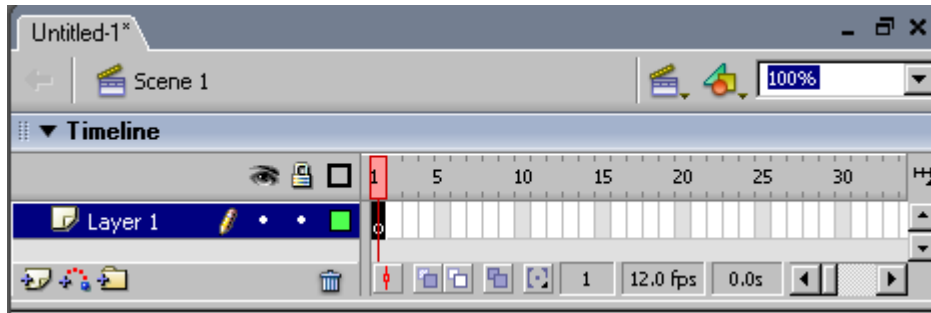 Untitled-1*
Scene 1
100%
Timeline
1 5 10 15 20 25 30
Layer 1
1 12.0 fps 0.0s